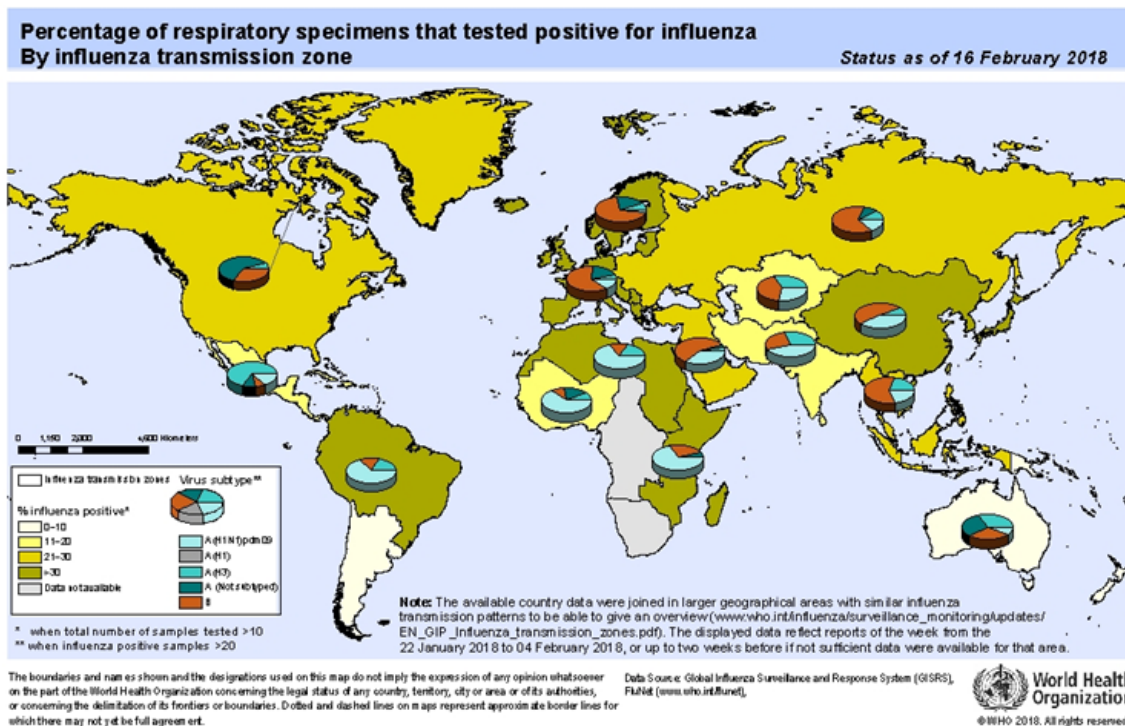 Percentage of respiratory specimens that tested positive for influenza
By influenza transmission zone
Status as of 16 February 2018
0 1,150 2,300 4,600 Kilometers
Influenza transmission zones
Virus subtype**
% influenza positive*
0-10
11-20
21-30
>30
Data not available
A(H1N1)pdm09
A(H1)
A(H3)
A (Not subtyped)
B
* when total number of samples tested >10
** when influenza positive samples >20
Note: The available country data were joined in larger geographical areas with similar influenza
transmission patterns to be able to give an overview (www.who.int/influenza/surveillance_monitoring/updates/
EN_GIP_Influenza_transmission_zones.pdf). The displayed data reflect reports of the week from the
22 January 2018 to 04 February 2018, or up to two weeks before if not sufficient data were available for that area.
The boundaries and names shown and the designations used on this map do not imply the expression of any opinion whatsoever
on the part of the World Health Organization concerning the legal status of any country, territory, city or area or of its authorities,
or concerning the delimitation of its frontiers or boundaries. Dotted and dashed lines on maps represent approximate border lines for
which there may not yet be full agreement.
Data Source: Global Influenza Surveillance and Response System (GISRS),
FluNet (www.who.int/flunet),
World Health
Organization
© WHO 2018. All rights reserved